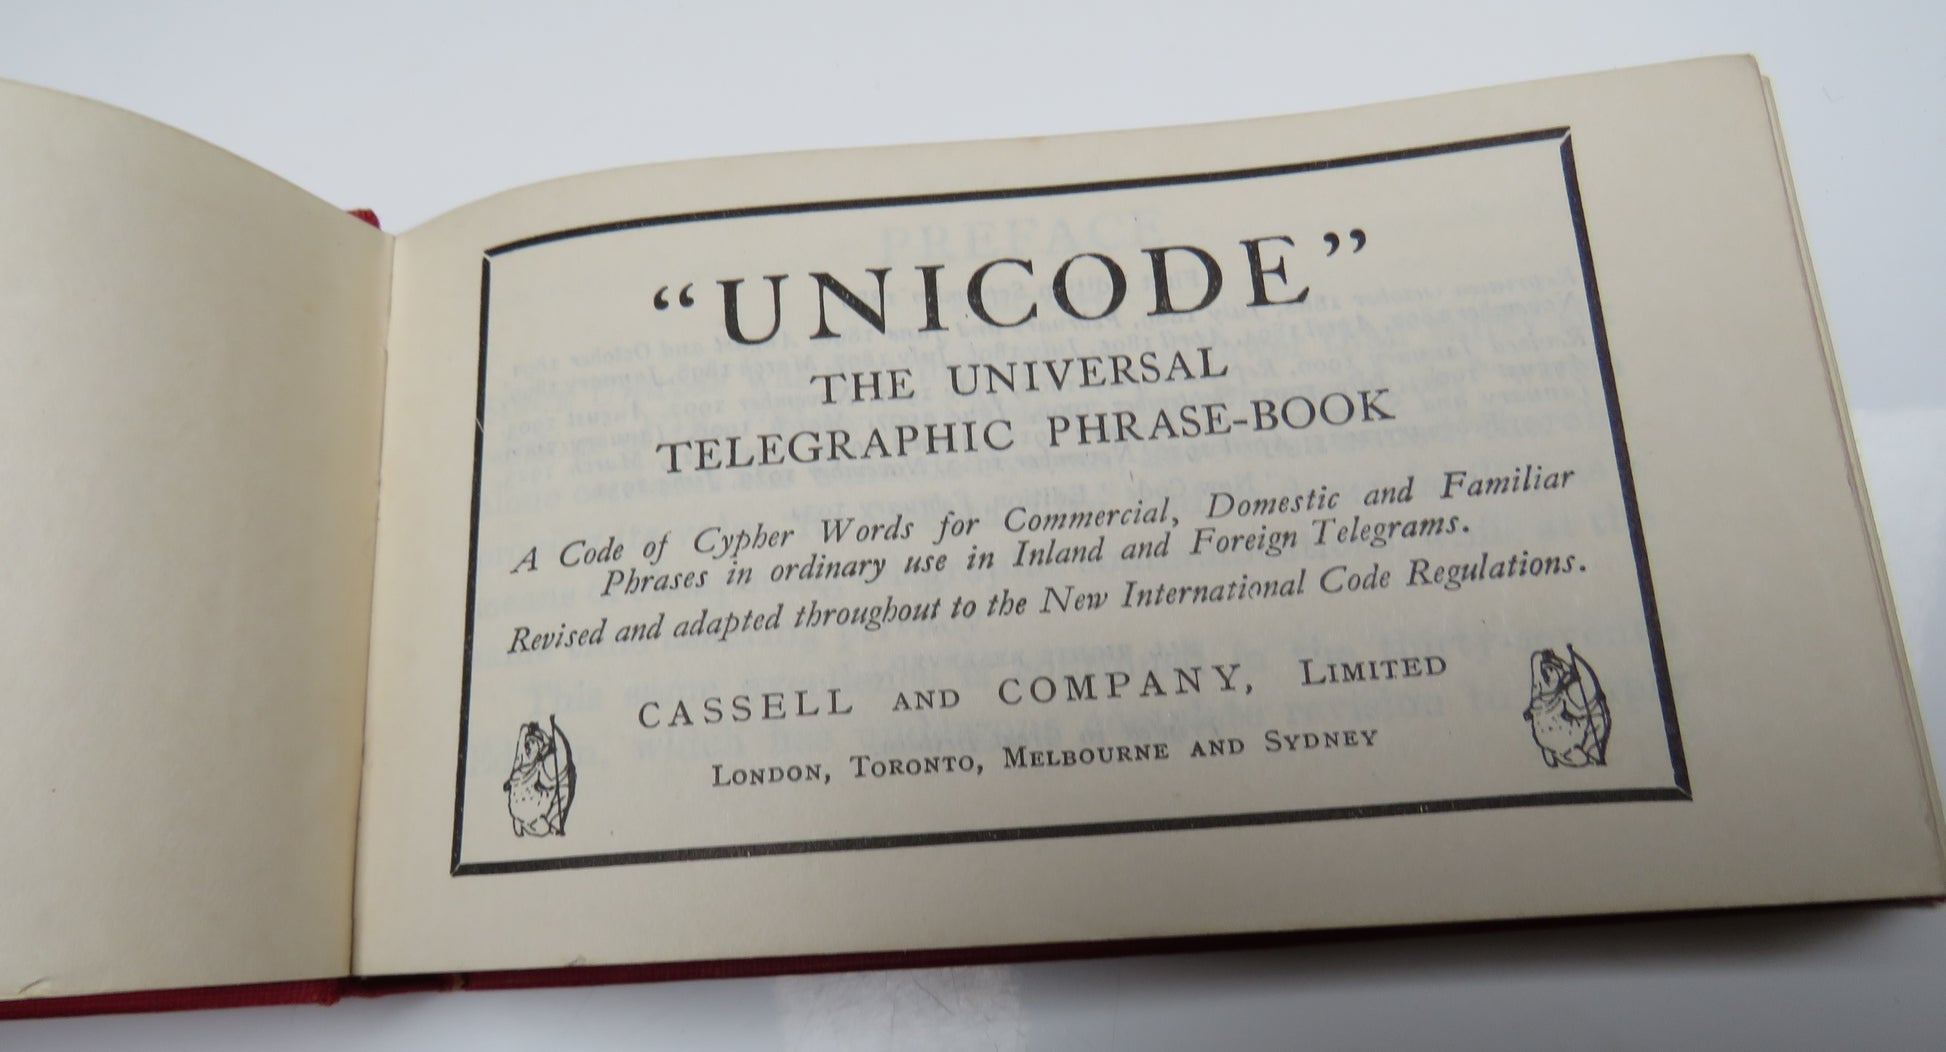 “UNICODE”
THE UNIVERSAL
TELEGRAPHIC PHRASE-BOOK
A Code of Cypher Words for Commercial, Domestic and Familiar
Phrases in ordinary use in Inland and Foreign Telegrams.
Revised and adapted throughout to the New International Code Regulations.
CASSELL AND COMPANY, LIMITED
LONDON, TORONTO, MELBOURNE AND SYDNEY